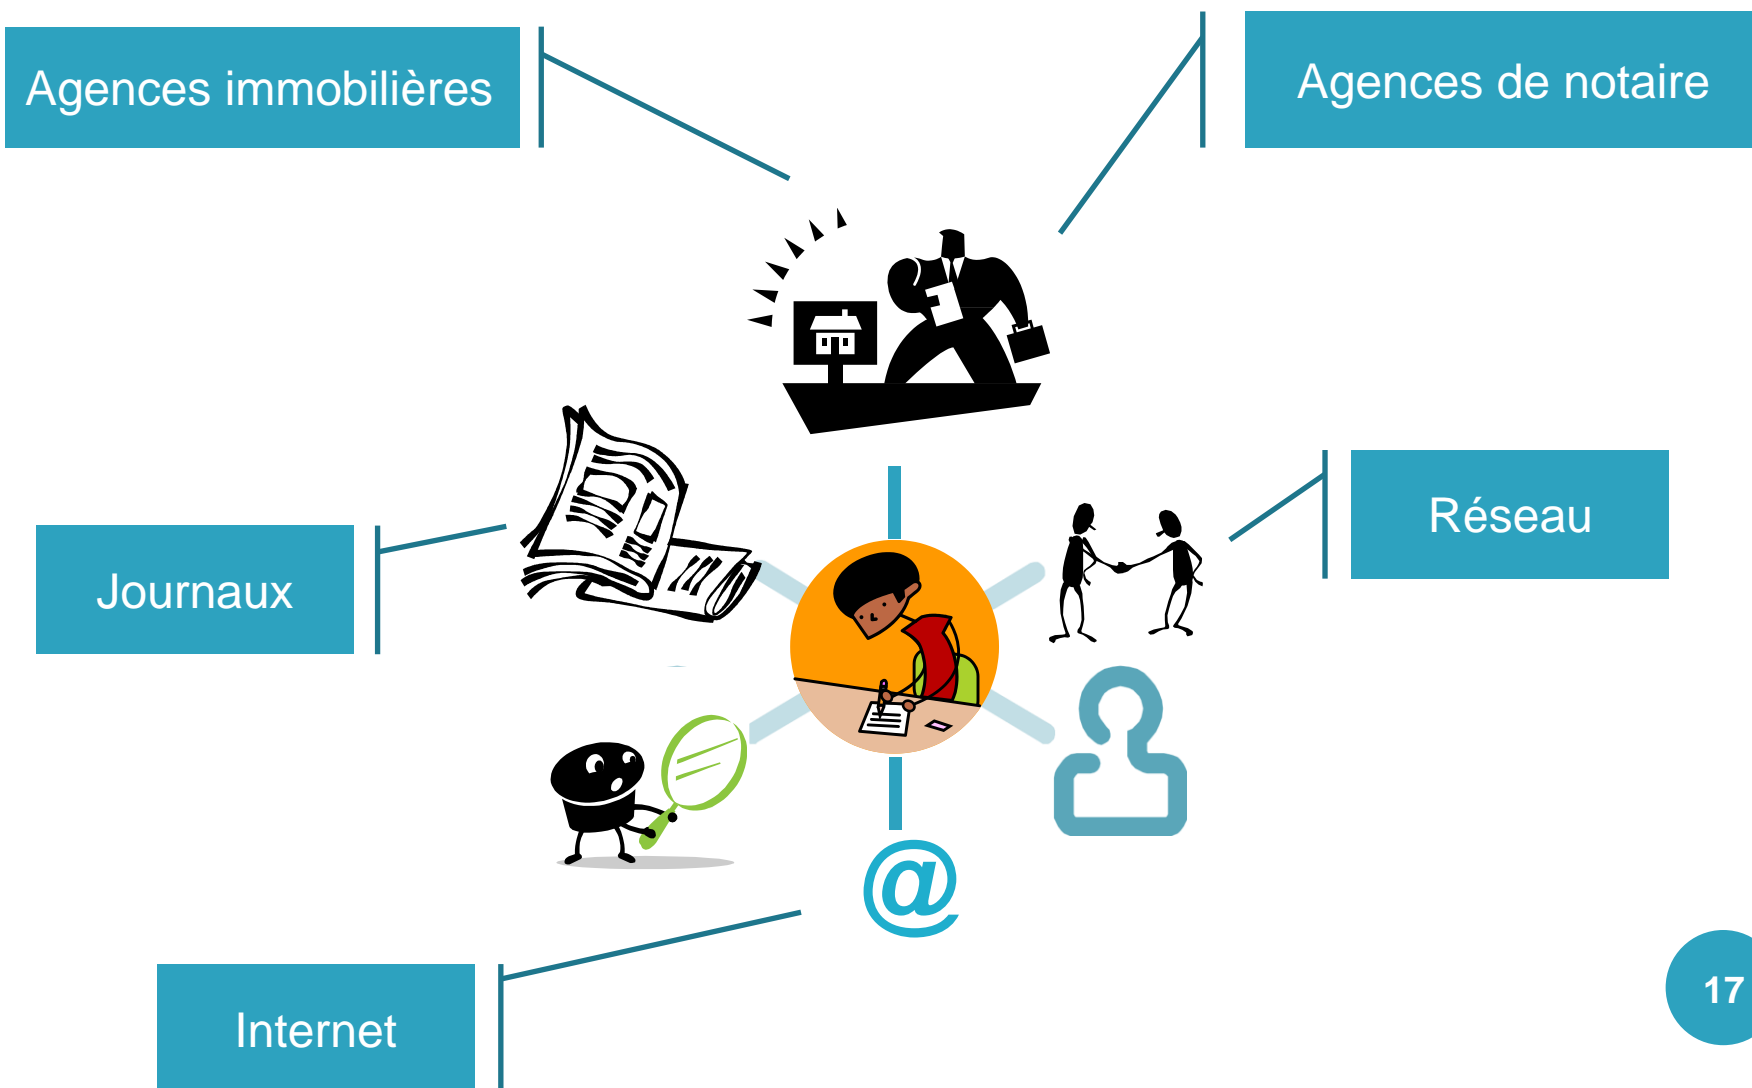 Agences immobilières
Agences de notaire
Réseau
Journaux
@
Internet
17